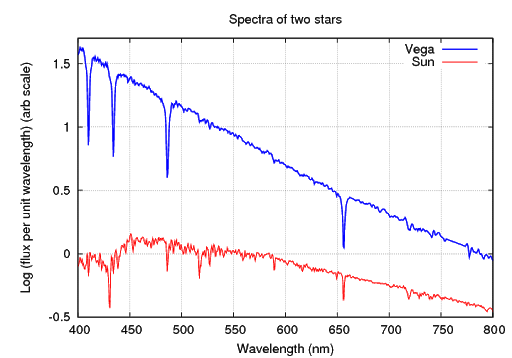 Spectra of two stars
Vega
Sun
Log (flux per unit wavelength) (arb scale)
1.5
1
0.5
0
-0.5
400 450 500 550 600 650 700 750 800
Wavelength (nm)